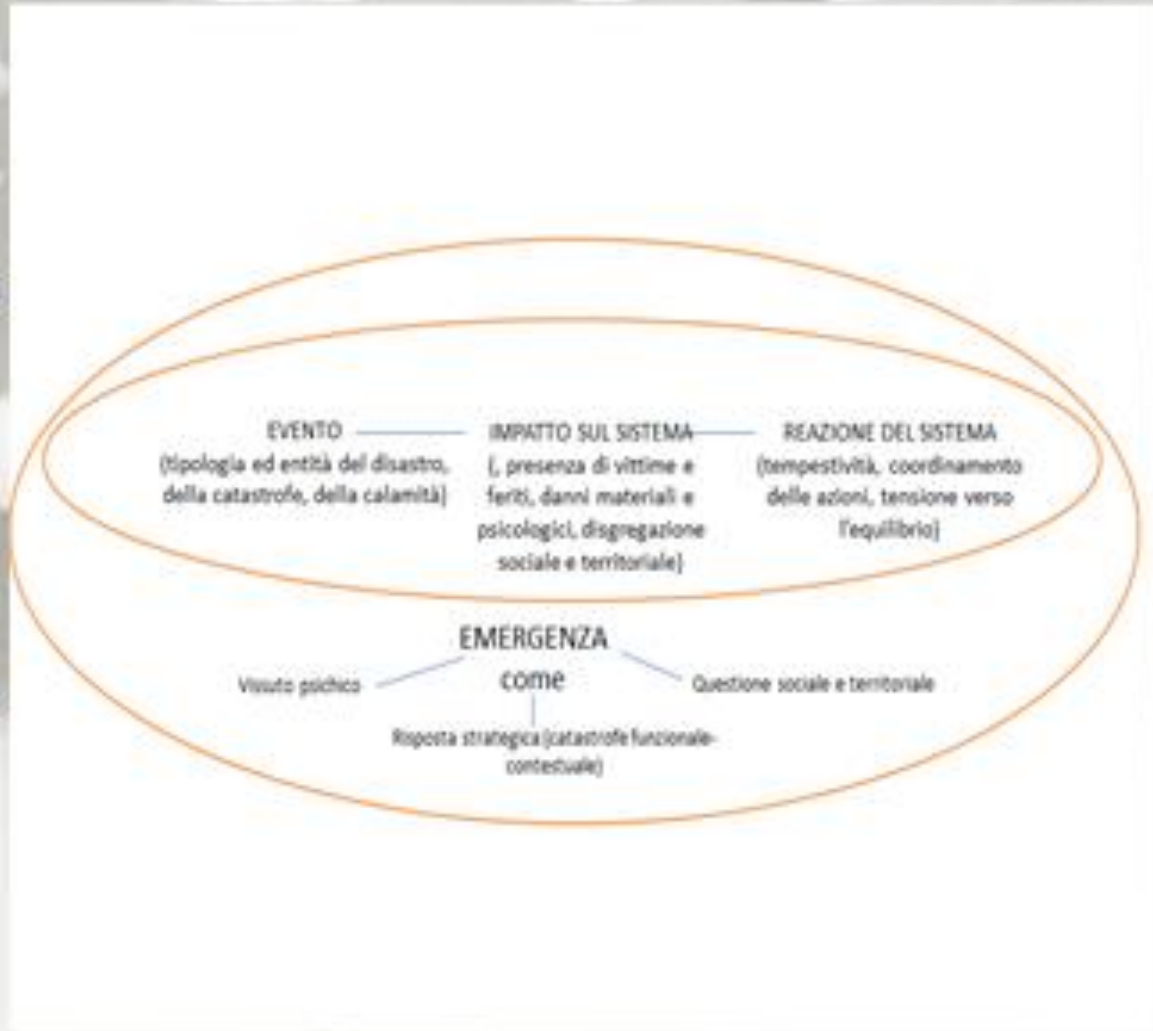 EVENTO
(tipologia ed entità del disastro,
della catastrofe, della calamità)
IMPATTO SUL SISTEMA
(, presenza di vittime e
feriti, danni materiali e
psicologici, disgregazione
sociale e territoriale)
REAZIONE DEL SISTEMA
(tempestività, coordinamento
delle azioni, tensione verso
l'equilibrio)
EMERGENZA
come
Vissuto psichico
Questione sociale e territoriale
Risposta strategica (catastrofe funzionale-
contestuale)